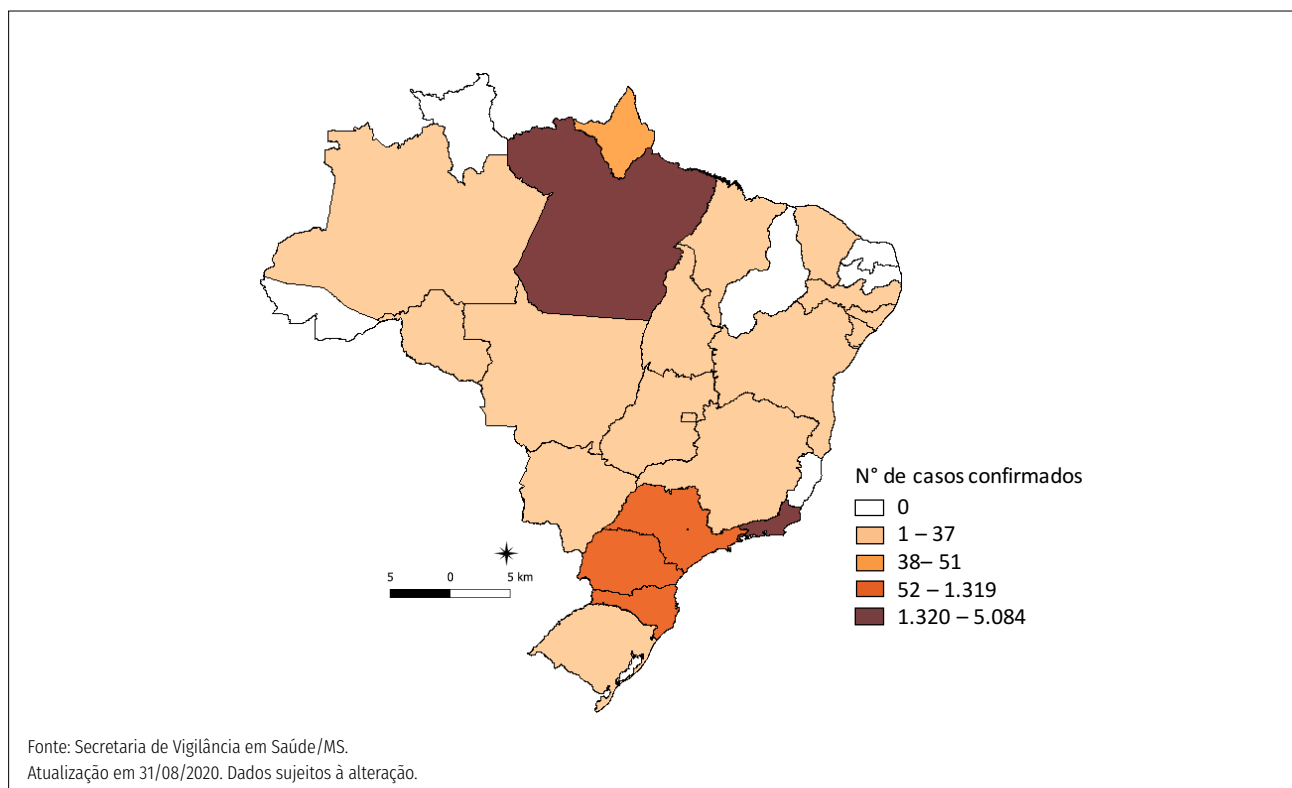 N° de casos confirmados
0
1 – 37
38– 51
52 – 1.319
1.320 – 5.084
5 0 5 km
Fonte: Secretaria de Vigilância em Saúde/MS.
Atualização em 31/08/2020. Dados sujeitos à alteração.